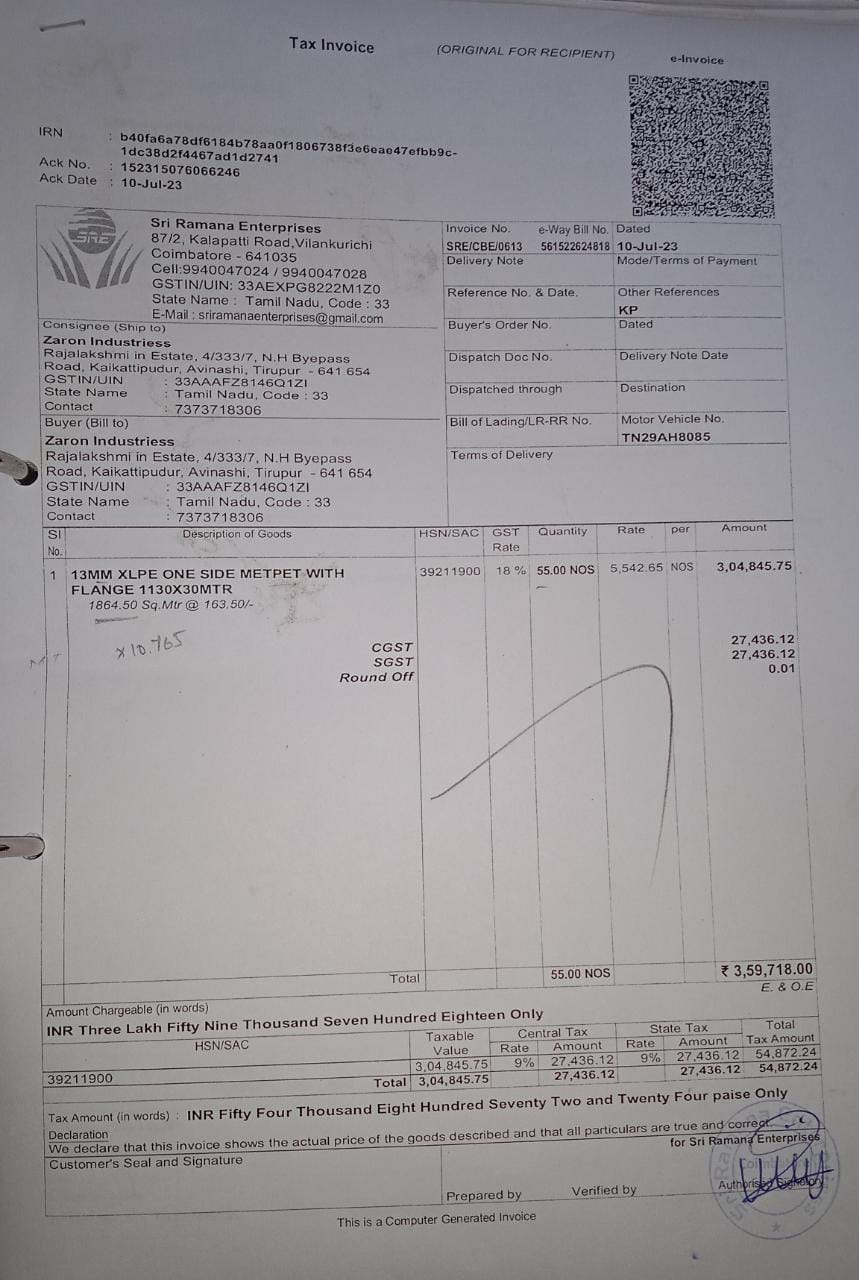 Tax Invoice
(ORIGINAL FOR RECIPIENT)
e-Invoice
IRN : b40fa6a78df6184b78aa0f1806738f3e6eae47efbb9c-
1dc38d2f4467ad1d2741
Ack No. : 152315076066246
Ack Date : 10-Jul-23
SRE
Sri Ramana Enterprises
87/2, Kalapatti Road,Vilankurichi
Coimbatore - 641035
Cell:9940047024 / 9940047028
GSTIN/UIN: 33AEXPG8222M1Z0
State Name : Tamil Nadu, Code : 33
E-Mail : sriramanaenterprises@gmail.com
Consignee (Ship to)
Zaron Industriess
Rajalakshmi in Estate, 4/333/7, N.H Byepass
Road, Kaikattipudur, Avinashi, Tirupur - 641 654
GSTIN/UIN : 33AAAFZ8146Q1ZI
State Name : Tamil Nadu, Code : 33
Contact : 7373718306
Buyer (Bill to)
Zaron Industriess
Rajalakshmi in Estate, 4/333/7, N.H Byepass
Road, Kaikattipudur, Avinashi, Tirupur - 641 654
GSTIN/UIN : 33AAAFZ8146Q1ZI
State Name : Tamil Nadu, Code : 33
Contact : 7373718306
Invoice No. e-Way Bill No. Dated
SRE/CBE/0613 561522624818 10-Jul-23
Delivery Note Mode/Terms of Payment
Reference No. & Date. Other References
KP
Buyer's Order No. Dated
Dispatch Doc No. Delivery Note Date
Dispatched through Destination
Bill of Lading/LR-RR No. Motor Vehicle No.
TN29AH8085
Terms of Delivery
Sl Description of Goods HSN/SAC GST Quantity Rate per Amount
No. Rate
1 13MM XLPE ONE SIDE METPET WITH 39211900 18 % 55.00 NOS 5,542.65 NOS 3,04,845.75
FLANGE 1130X30MTR
1864.50 Sq.Mtr @ 163.50/-
x 10.765
CGST 27,436.12
SGST 27,436.12
Round Off 0.01
Total 55.00 NOS ₹ 3,59,718.00
E. & O.E
Amount Chargeable (in words)
INR Three Lakh Fifty Nine Thousand Seven Hundred Eighteen Only
HSN/SAC Taxable Central Tax State Tax Total
Value Rate Amount Rate Amount Tax Amount
39211900 3,04,845.75 9% 27,436.12 9% 27,436.12 54,872.24
Total 3,04,845.75 27,436.12 27,436.12 54,872.24
Tax Amount (in words) : INR Fifty Four Thousand Eight Hundred Seventy Two and Twenty Four paise Only
Declaration
We declare that this invoice shows the actual price of the goods described and that all particulars are true and correct.
for Sri Ramana Enterprises
Customer's Seal and Signature
Prepared by Verified by Authorised Signatory
This is a Computer Generated Invoice